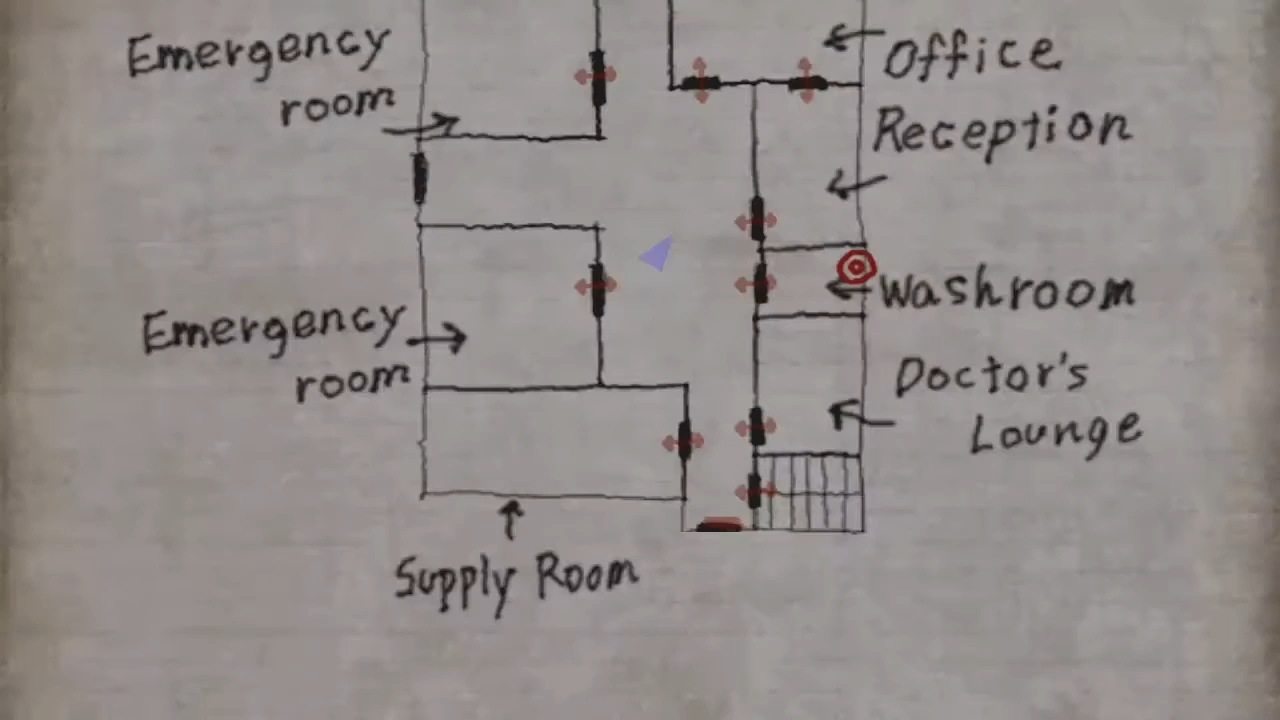 Emergency
room
Office
Reception
Washroom
Emergency
room
Doctor's
Lounge
Supply Room